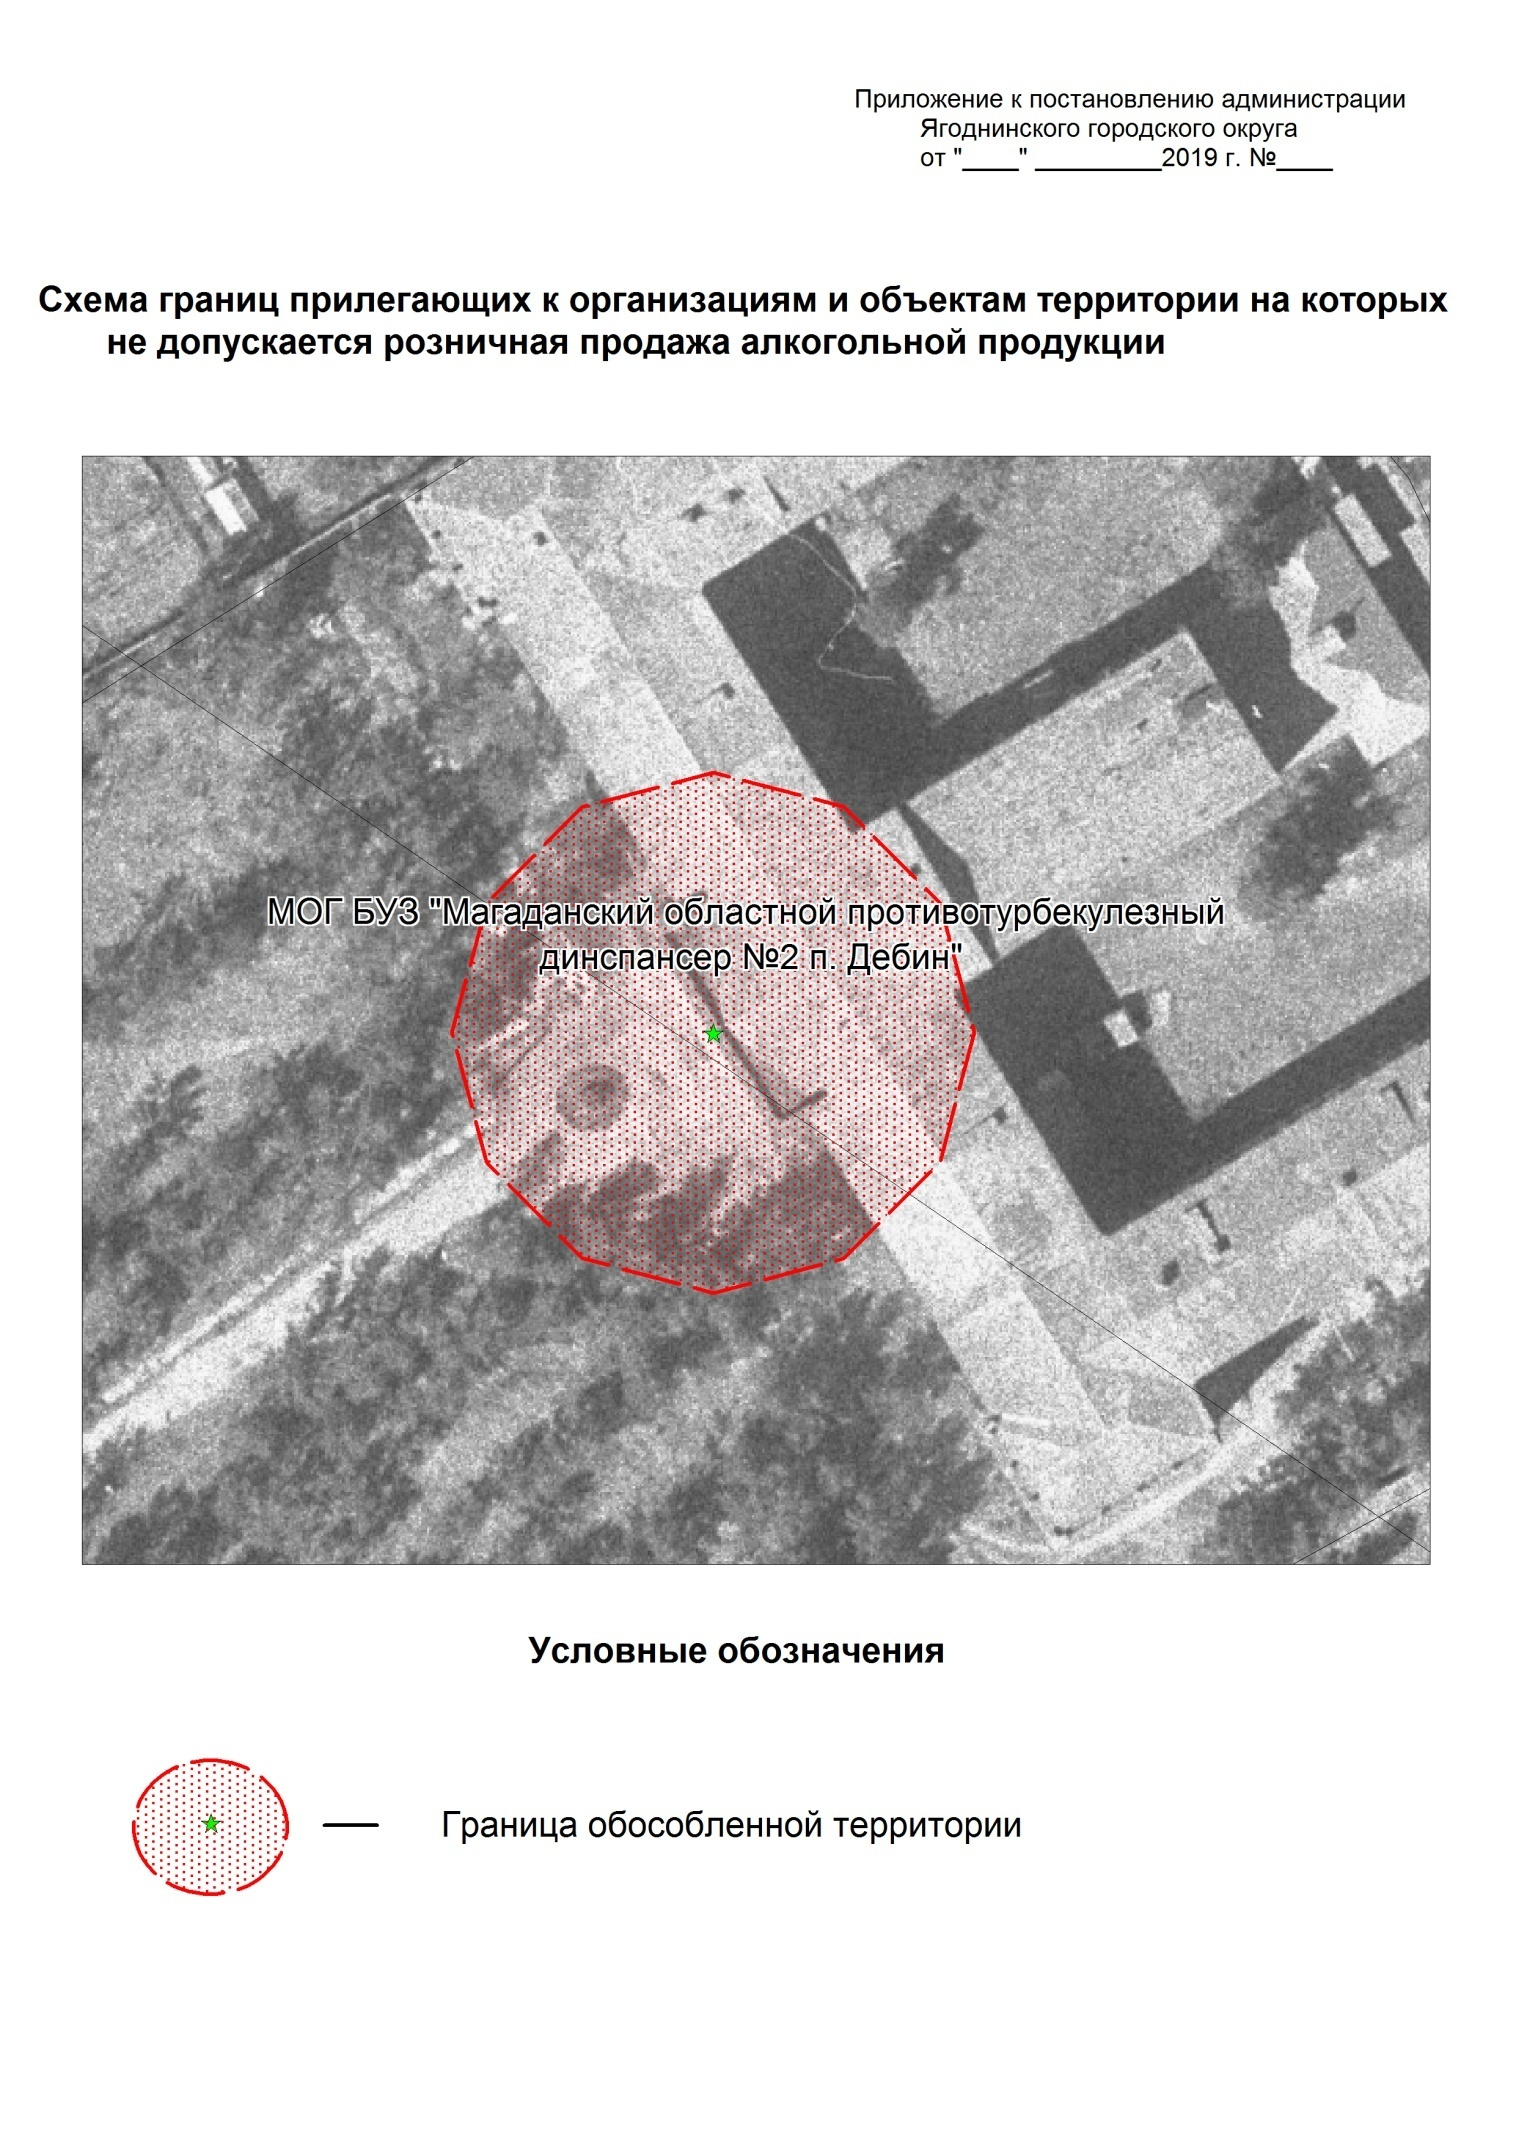 Приложение к постановлению администрации
Ягоднинского городского округа
от "____" _________2019 г. №____
Схема границ прилегающих к организациям и объектам территории на которых
не допускается розничная продажа алкогольной продукции
МОГ БУЗ "Магаданский областной противотурбекулезный
динспансер №2 п. Дебин"
Условные обозначения
Граница обособленной территории